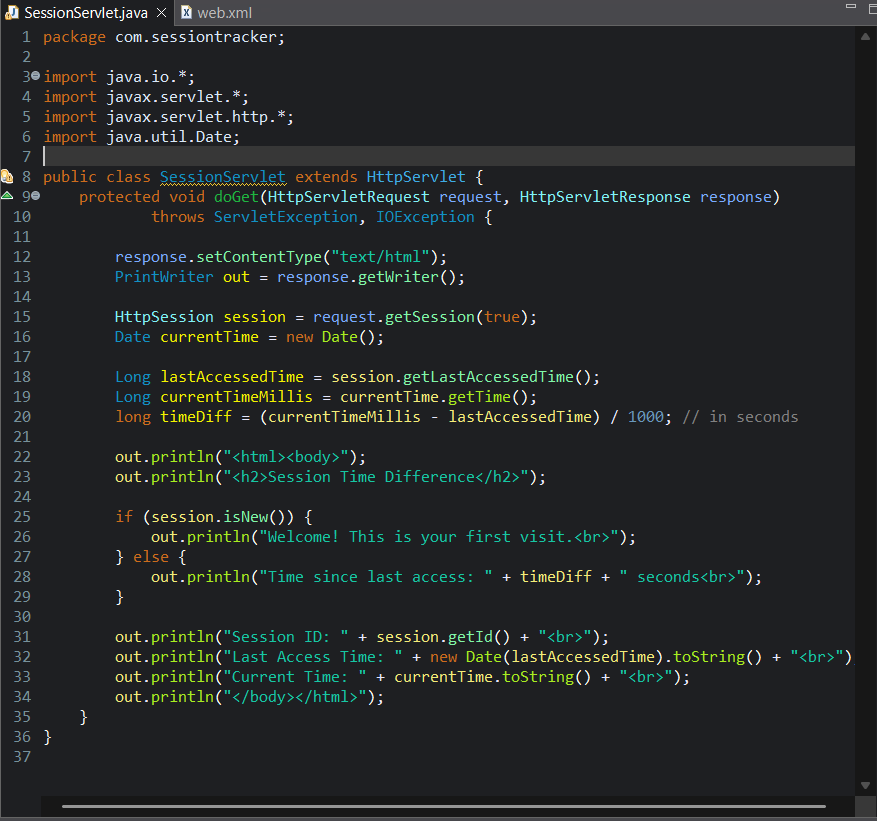 SessionServlet.java web.xml
1 package com.sessiontracker;
2
3 import java.io.*;
4 import javax.servlet.*;
5 import javax.servlet.http.*;
6 import java.util.Date;
7
8 public class SessionServlet extends HttpServlet {
9     protected void doGet(HttpServletRequest request, HttpServletResponse response)
10             throws ServletException, IOException {
11
12         response.setContentType("text/html");
13         PrintWriter out = response.getWriter();
14
15         HttpSession session = request.getSession(true);
16         Date currentTime = new Date();
17
18         Long lastAccessedTime = session.getLastAccessedTime();
19         Long currentTimeMillis = currentTime.getTime();
20         long timeDiff = (currentTimeMillis - lastAccessedTime) / 1000; // in seconds
21
22         out.println("<html><body>");
23         out.println("<h2>Session Time Difference</h2>");
24
25         if (session.isNew()) {
26             out.println("Welcome! This is your first visit.<br>");
27         } else {
28             out.println("Time since last access: " + timeDiff + " seconds<br>");
29         }
30
31         out.println("Session ID: " + session.getId() + "<br>");
32         out.println("Last Access Time: " + new Date(lastAccessedTime).toString() + "<br>")
33         out.println("Current Time: " + currentTime.toString() + "<br>");
34         out.println("</body></html>");
35     }
36 }
37